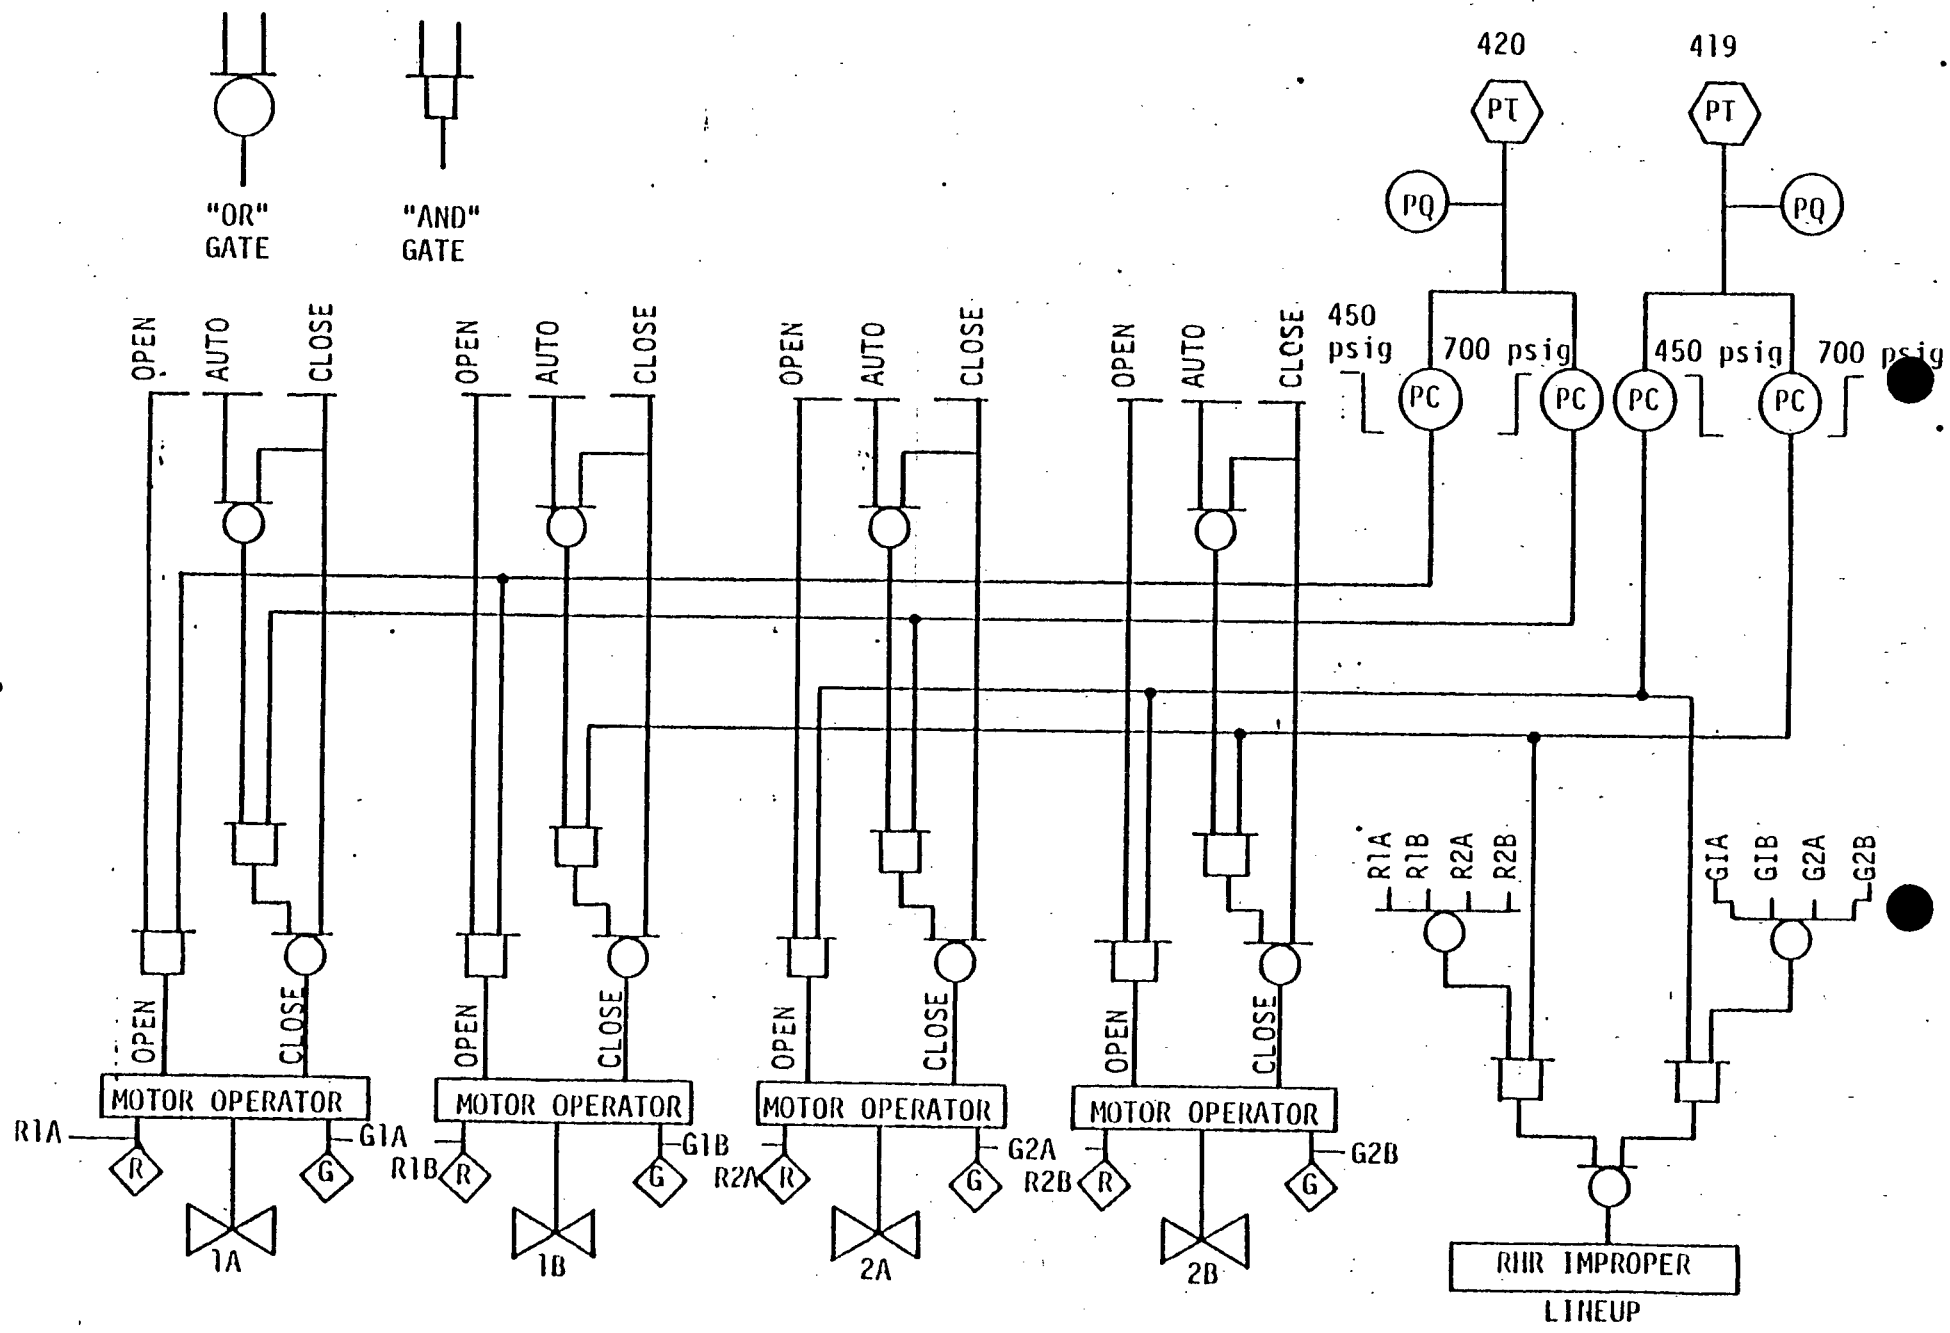 "OR"
GATE
"AND"
GATE
420
419
PT
PT
PQ
PQ
OPEN
AUTO
CLOSE
OPEN
AUTO
CLOSE
OPEN
AUTO
CLOSE
OPEN
AUTO
CLOSE
450
psig
700 psig
450 psig
700 psig
PC
PC
PC
PC
R1A
R1B
R2A
R2B
G1A
G1B
G2A
G2B
OPEN
CLOSE
OPEN
CLOSE
OPEN
CLOSE
OPEN
CLOSE
MOTOR OPERATOR
MOTOR OPERATOR
MOTOR OPERATOR
MOTOR OPERATOR
R1A
R
G
G1A
R1B
R
G
G1B
R2A
R
G
G2A
R2B
R
G
G2B
1A
1B
2A
2B
RHR IMPROPER
LINEUP